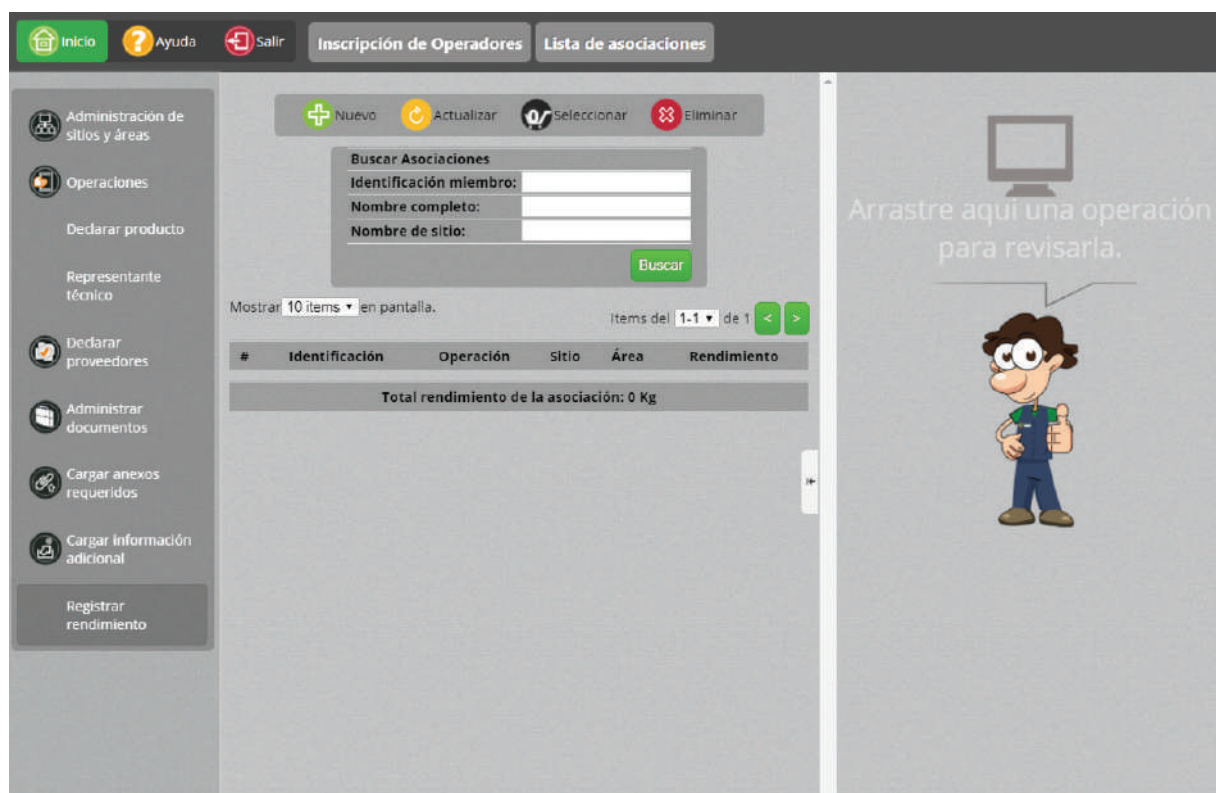 Inicio
Ayuda
Salir
Inscripción de Operadores
Lista de asociaciones
Administración de
sitios y áreas
Operaciones
Declarar producto
Representante
técnico
Declarar
proveedores
Administrar
documentos
Cargar anexos
requeridos
Cargar información
adicional
Registrar
rendimiento
Nuevo
Actualizar
Seleccionar
Eliminar
Buscar Asociaciones
Identificación miembro:
Nombre completo:
Nombre de sitio:
Buscar
Mostrar 10 items en pantalla.
Items del 1-1 de 1 < >
# Identificación Operación Sitio Área Rendimiento
Total rendimiento de la asociación: 0 Kg
Arrastre aquí una operación
para revisarla.